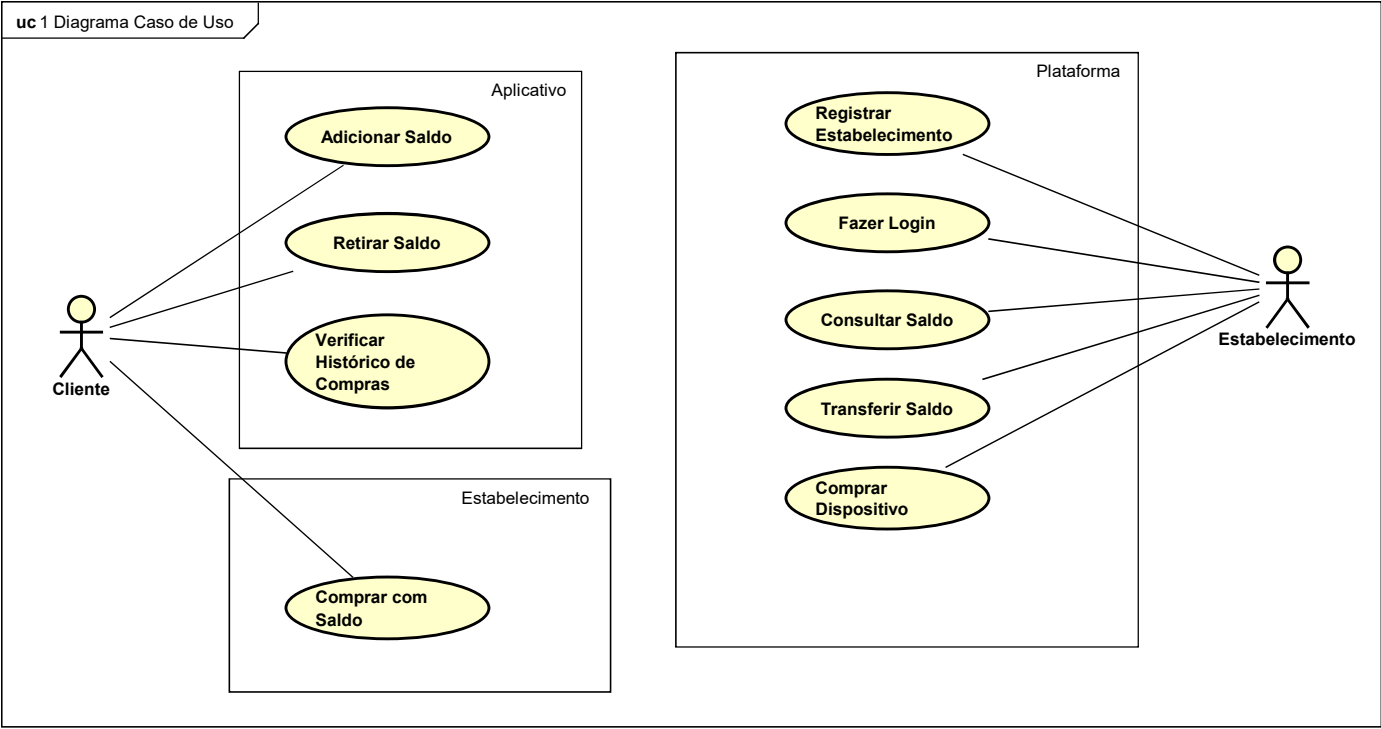 uc 1 Diagrama Caso de Uso
Aplicativo
Adicionar Saldo
Retirar Saldo
Verificar
Histórico de
Compras
Cliente
Estabelecimento
Comprar com
Saldo
Plataforma
Registrar
Estabelecimento
Fazer Login
Consultar Saldo
Transferir Saldo
Comprar
Dispositivo
Estabelecimento